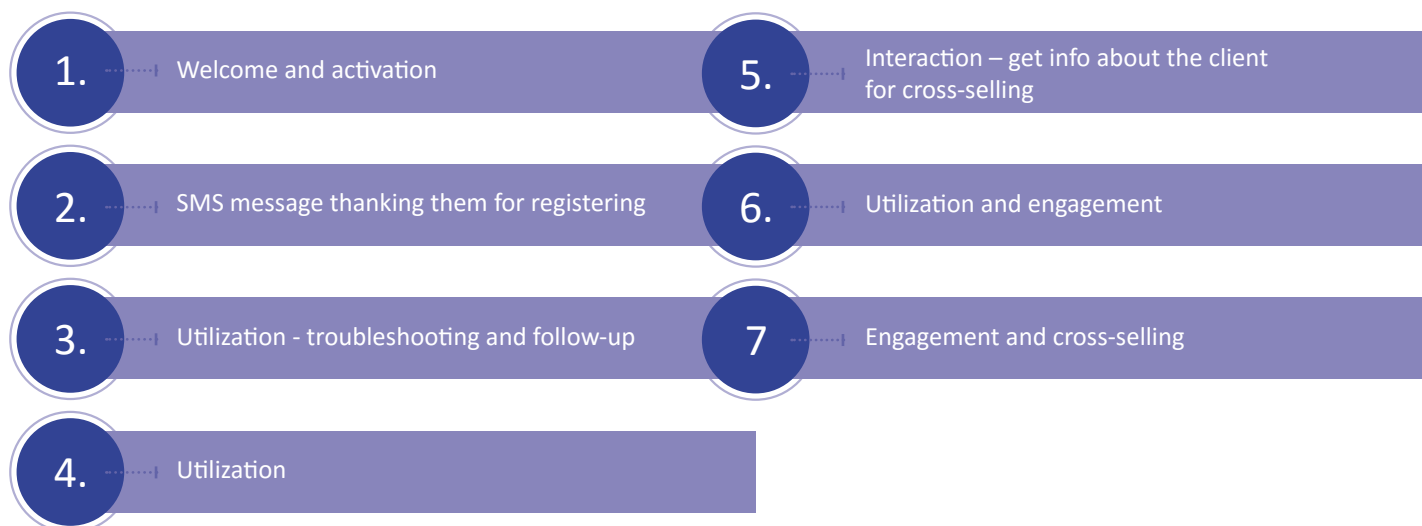 1.
Welcome and activation
2.
SMS message thanking them for registering
3.
Utilization - troubleshooting and follow-up
4.
Utilization
5.
Interaction – get info about the client
for cross-selling
6.
Utilization and engagement
7
Engagement and cross-selling